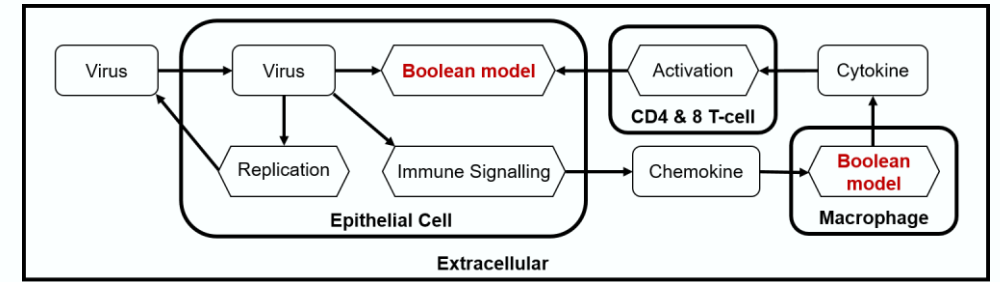 Virus
Virus
Boolean model
Activation
Cytokine
CD4 & 8 T-cell
Replication
Immune Signalling
Chemokine
Boolean
model
Epithelial Cell
Macrophage
Extracellular